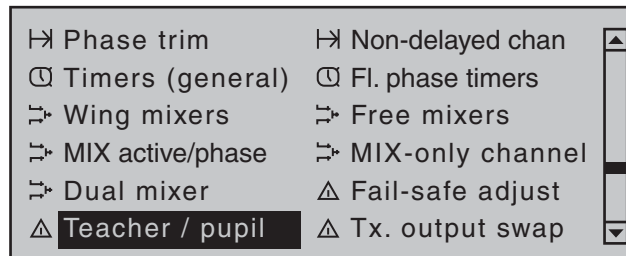 Phase trim Non-delayed chan
Timers (general) Fl. phase timers
Wing mixers Free mixers
MIX active/phase MIX-only channel
Dual mixer Fail-safe adjust
Teacher / pupil Tx. output swap